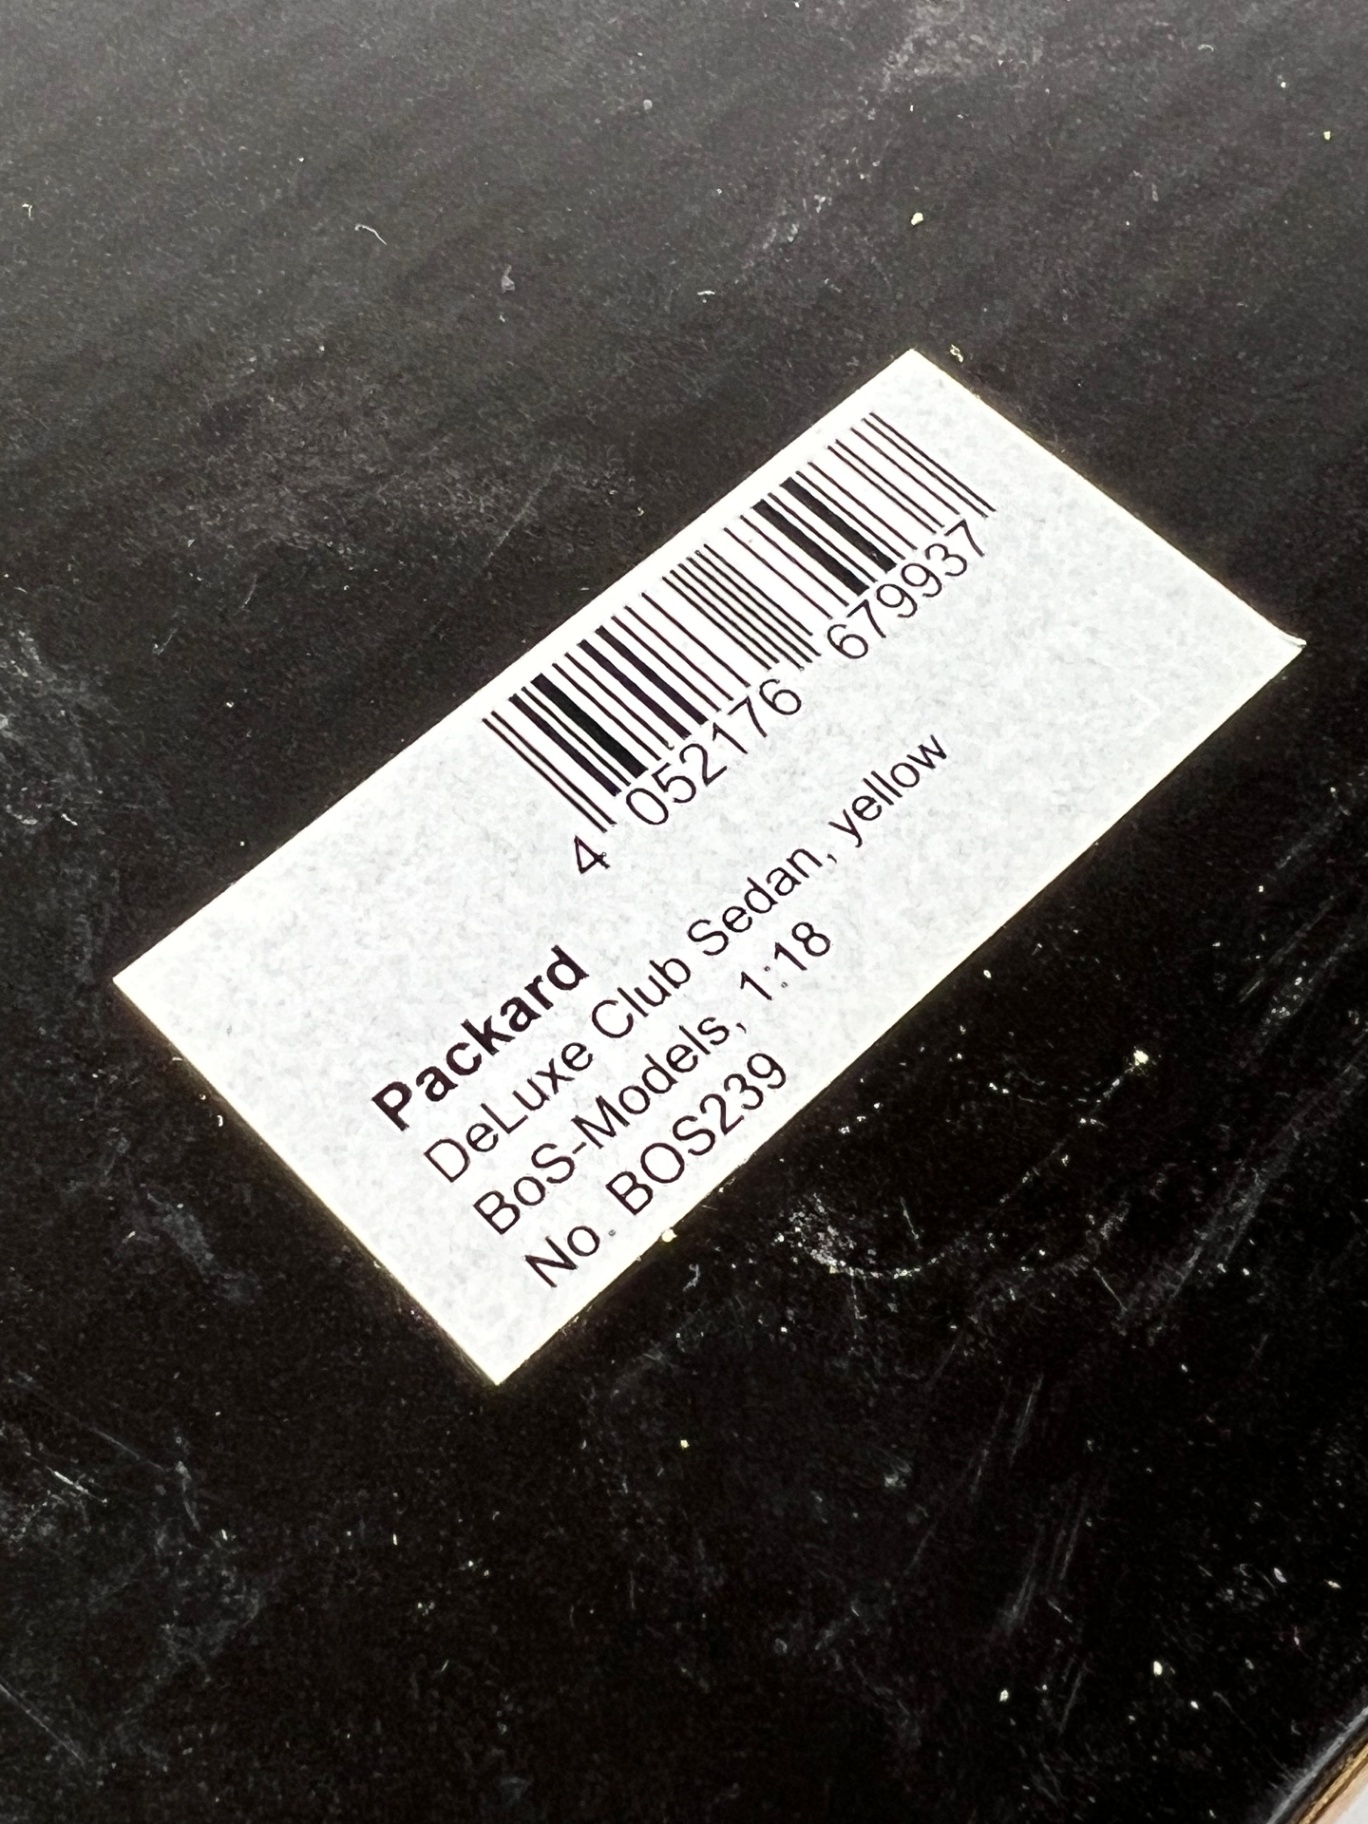 4 052176 679937
Packard
DeLuxe Club Sedan, yellow
BoS-Models, 1:18
No. BOS239